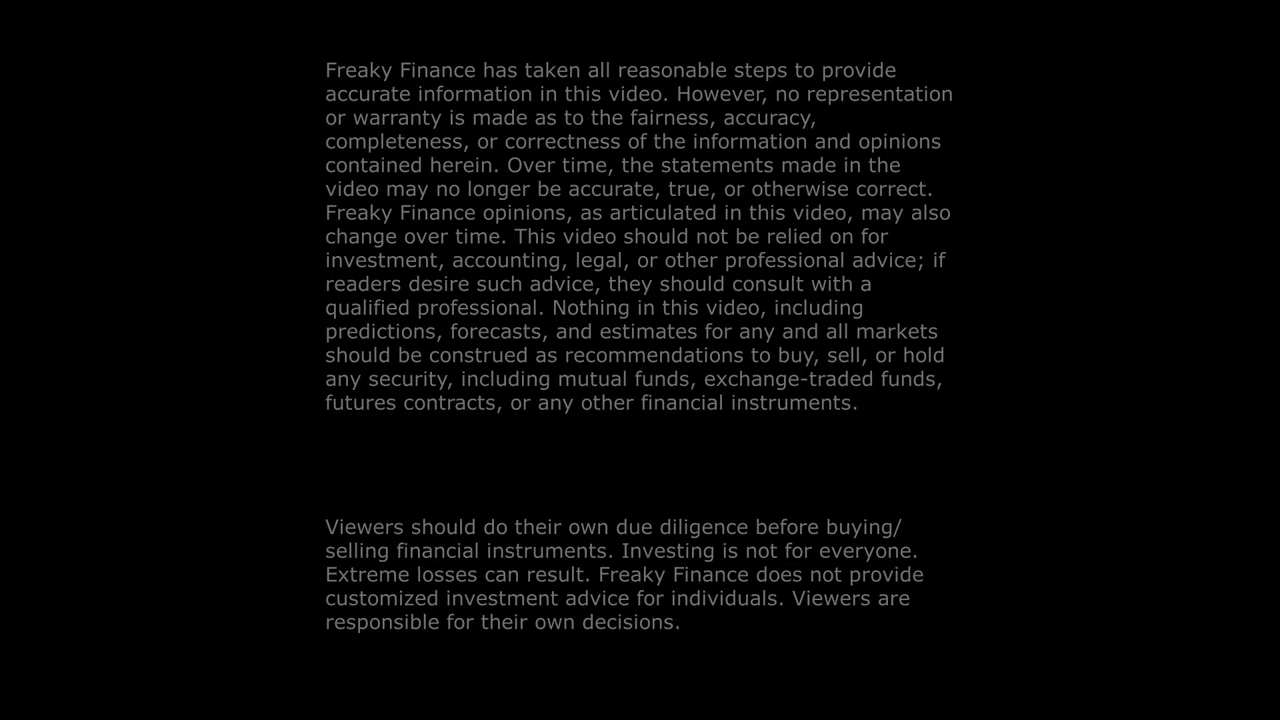 Freaky Finance has taken all reasonable steps to provide
accurate information in this video. However, no representation
or warranty is made as to the fairness, accuracy,
completeness, or correctness of the information and opinions
contained herein. Over time, the statements made in the
video may no longer be accurate, true, or otherwise correct.
Freaky Finance opinions, as articulated in this video, may also
change over time. This video should not be relied on for
investment, accounting, legal, or other professional advice; if
readers desire such advice, they should consult with a
qualified professional. Nothing in this video, including
predictions, forecasts, and estimates for any and all markets
should be construed as recommendations to buy, sell, or hold
any security, including mutual funds, exchange-traded funds,
futures contracts, or any other financial instruments.
Viewers should do their own due diligence before buying/
selling financial instruments. Investing is not for everyone.
Extreme losses can result. Freaky Finance does not provide
customized investment advice for individuals. Viewers are
responsible for their own decisions.